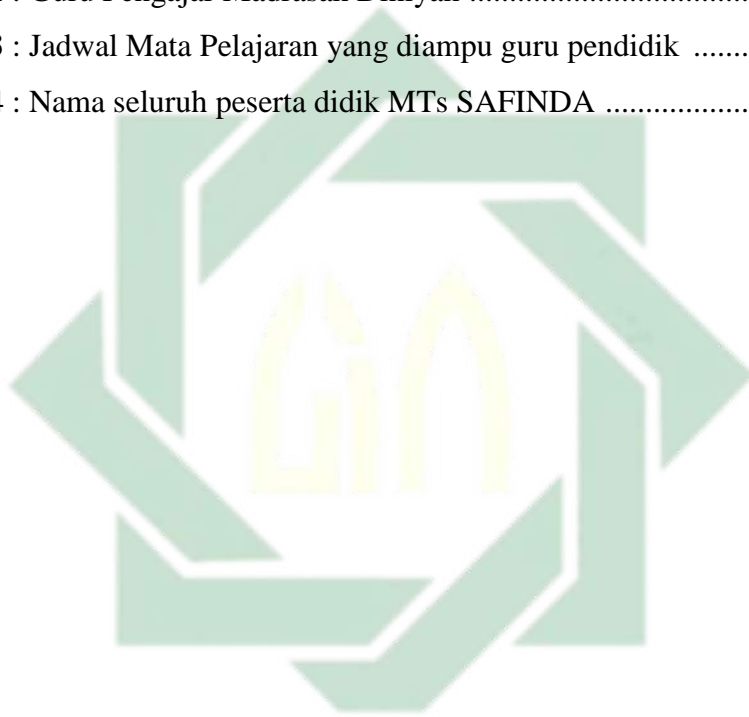 : Guru Pengajar Madrasah Diniyah ...................................
3 : Jadwal Mata Pelajaran yang diampu guru pendidik .......
4 : Nama seluruh peserta didik MTs SAFINDA ..................
UIN